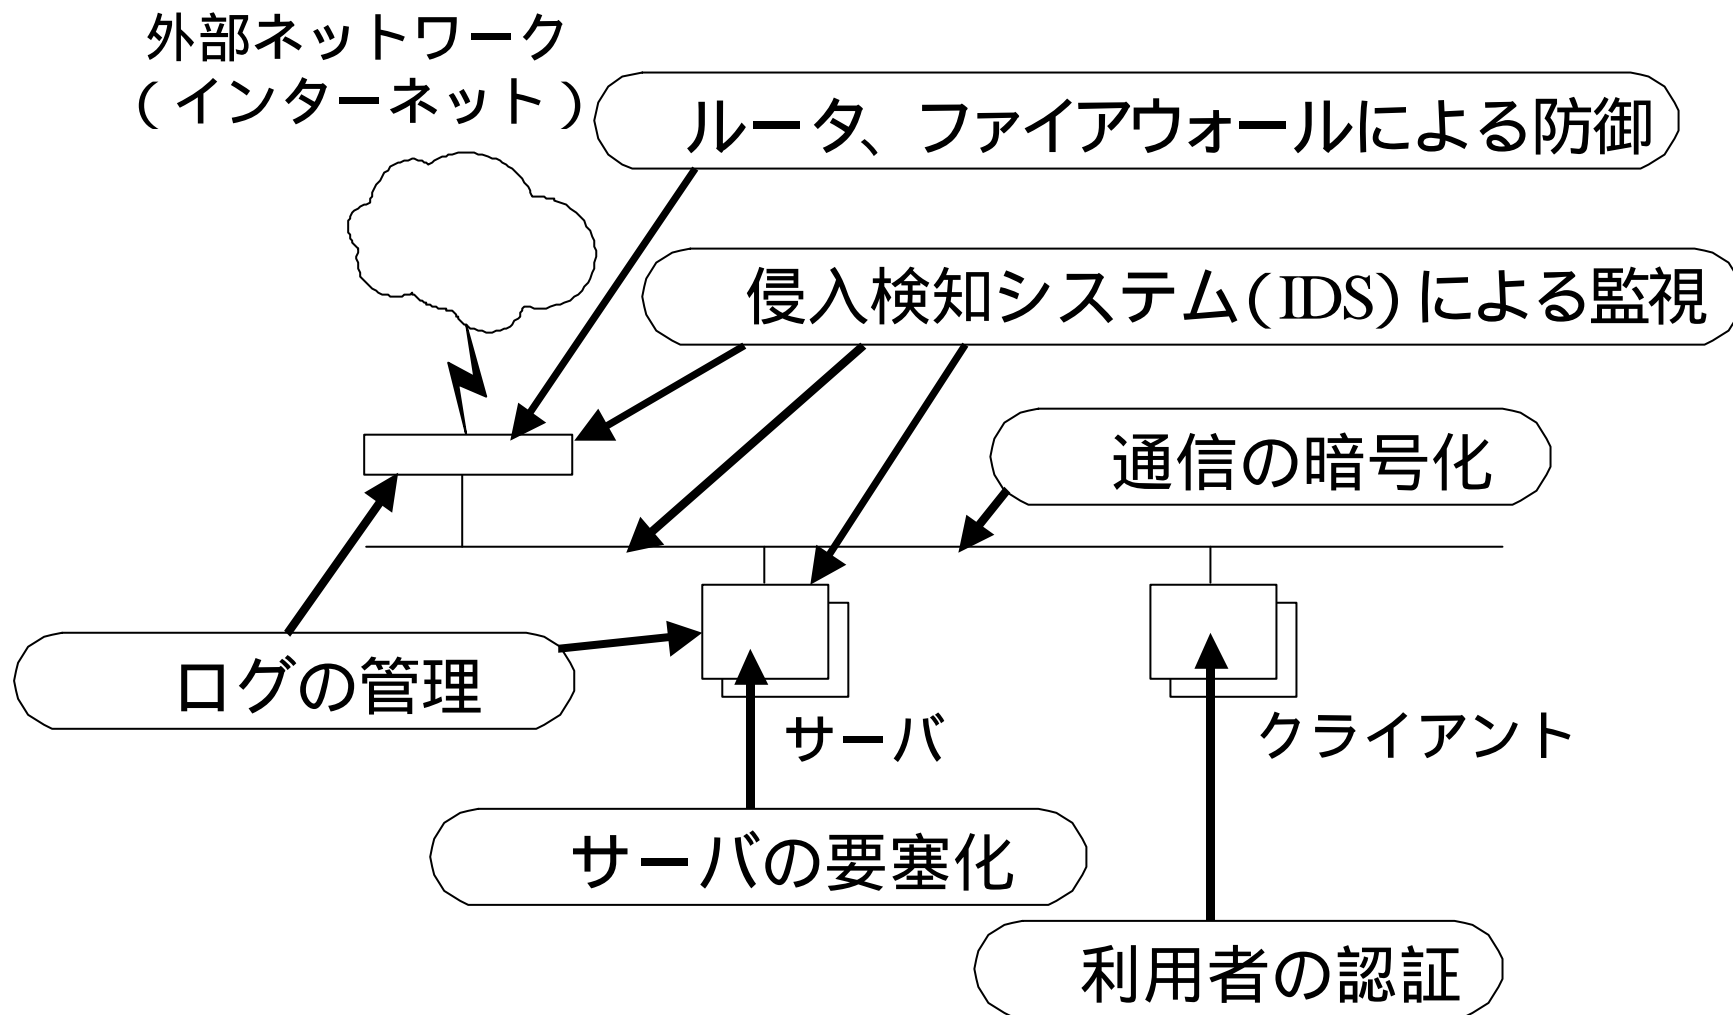 外部ネットワーク
(インターネット)
ルータ、ファイアウォールによる防御
侵入検知システム(IDS)による監視
通信の暗号化
ログの管理
サーバ
クライアント
サーバの要塞化
利用者の認証